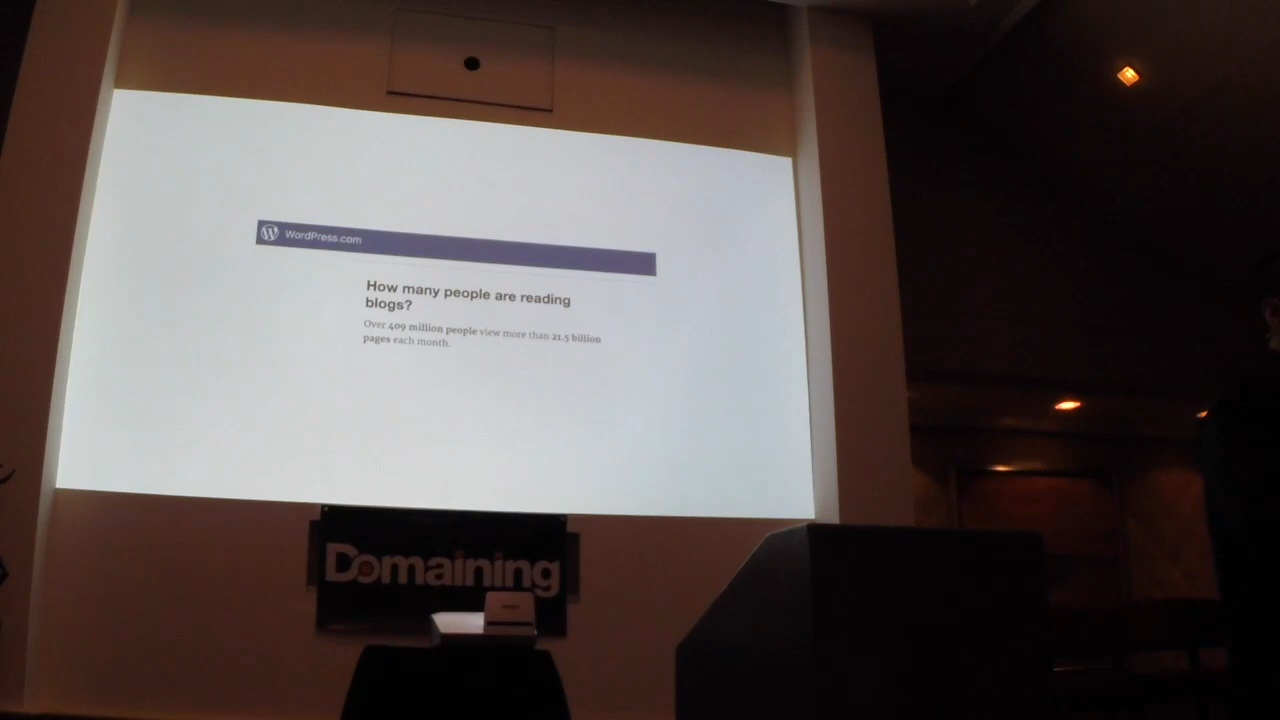 WordPress.com
How many people are reading
blogs?
Over 409 million people view more than 21.5 billion
pages each month.
Domaining